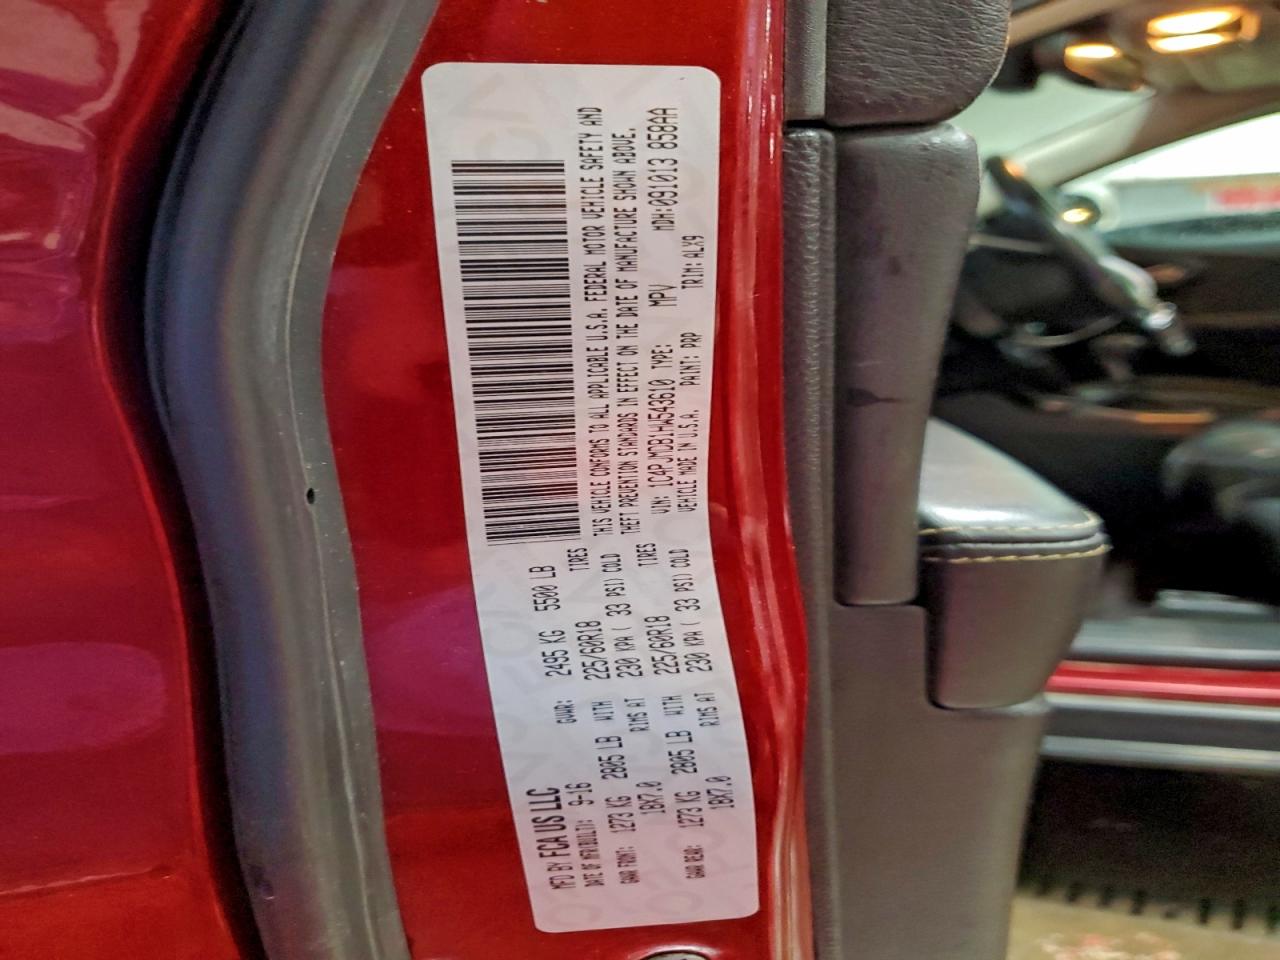 MFD BY FCA US LLC
DATE OF MFR(BUILT): 9-16 GVWR: 2495 KG 5500 LB
GAWR FRONT: 1273 KG 2805 LB WITH 225/60R18 TIRES
18X7.0 RIMS AT 230 KPA ( 33 PSI) COLD
GAWR REAR: 1273 KG 2805 LB WITH 225/60R18 TIRES
18X7.0 RIMS AT 230 KPA ( 33 PSI) COLD
THIS VEHICLE CONFORMS TO ALL APPLICABLE U.S.A. FEDERAL MOTOR VEHICLE SAFETY AND
THEFT PREVENTION STANDARDS IN EFFECT ON THE DATE OF MANUFACTURE SHOWN ABOVE.
VIN: 1C4PJMDB1HW543610 TYPE: MPV MDH:091013 858AA
VEHICLE MADE IN U.S.A. PAINT: PRP TRIM: ALX9